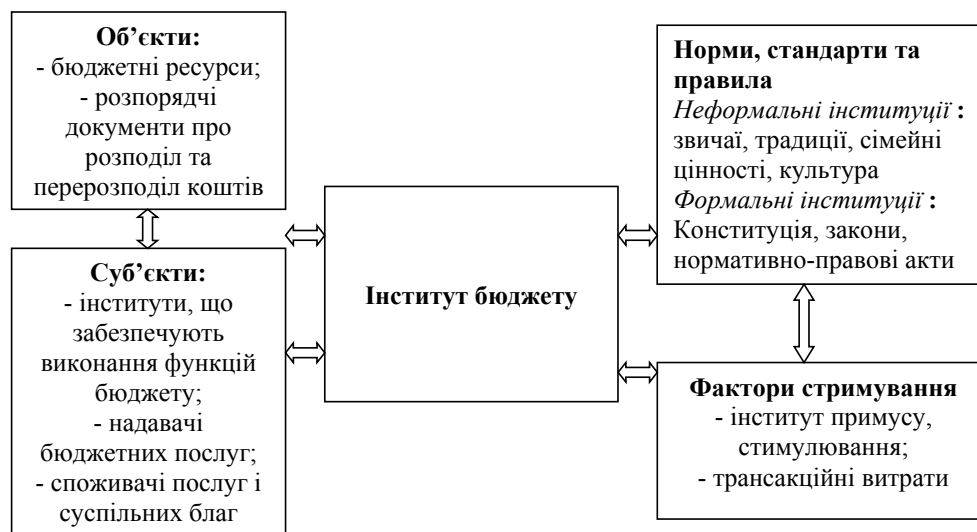 Об’єкти:
- бюджетні ресурси;
- розпорядчі
документи про
розподіл та
перерозподіл коштів
Суб’єкти:
- інститути, що
забезпечують
виконання функцій
бюджету;
- надавачі
бюджетних послуг;
- споживачі послуг і
суспільних благ
Інститут бюджету
Норми, стандарти та
правила
Неформальні інституції :
звичаї, традиції, сімейні
цінності, культура
Формальні інституції :
Конституція, закони,
нормативно-правові акти
Фактори стримування
- інститут примусу,
стимулювання;
- трансакційні витрати